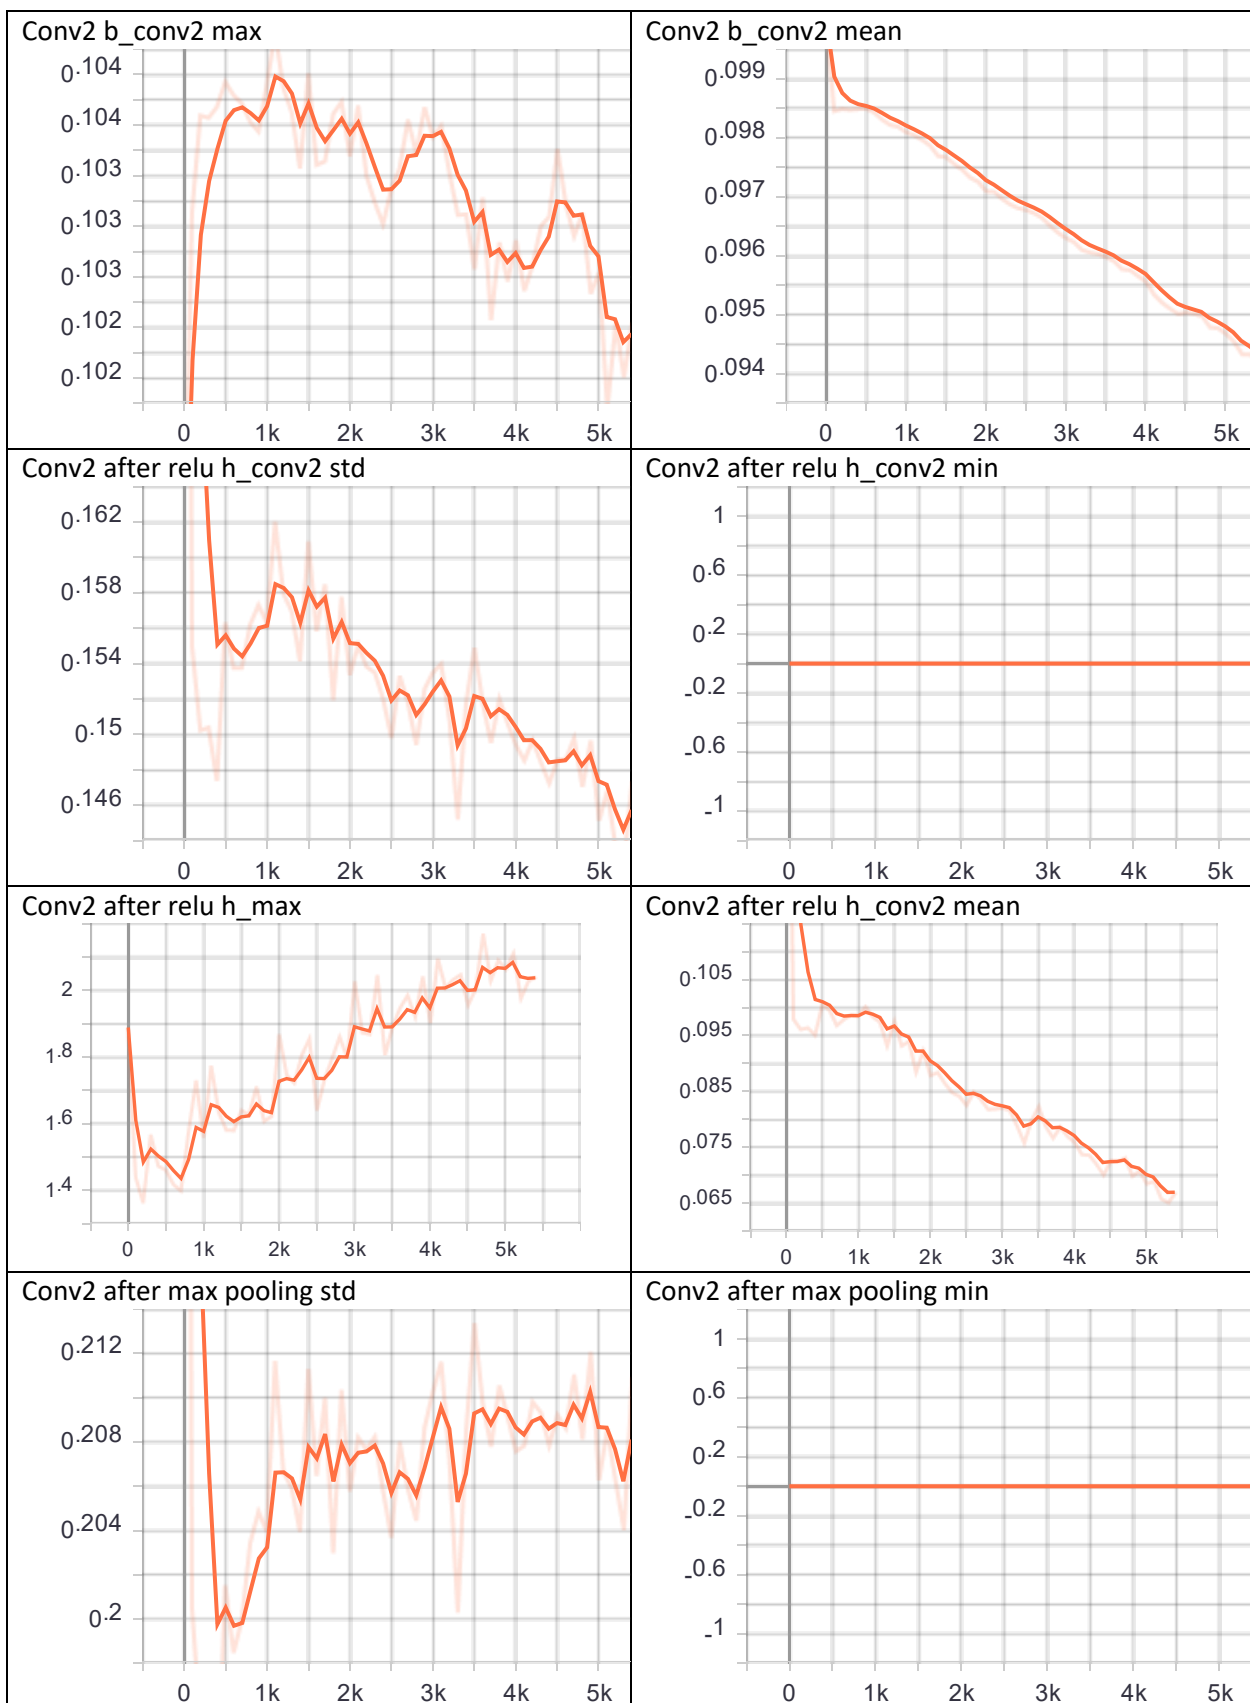 Conv2 b_conv2 max
0.104
0.104
0.103
0.103
0.103
0.102
0.102
0 1k 2k 3k 4k 5k
Conv2 b_conv2 mean
0.099
0.098
0.097
0.096
0.095
0.094
0 1k 2k 3k 4k 5k
Conv2 after relu h_conv2 std
0.162
0.158
0.154
0.15
0.146
0 1k 2k 3k 4k 5k
Conv2 after relu h_conv2 min
1
0.6
0.2
-0.2
-0.6
-1
0 1k 2k 3k 4k 5k
Conv2 after relu h_max
2
1.8
1.6
1.4
0 1k 2k 3k 4k 5k
Conv2 after relu h_conv2 mean
0.105
0.095
0.085
0.075
0.065
0 1k 2k 3k 4k 5k
Conv2 after max pooling std
0.212
0.208
0.204
0.2
0 1k 2k 3k 4k 5k
Conv2 after max pooling min
1
0.6
0.2
-0.2
-0.6
-1
0 1k 2k 3k 4k 5k